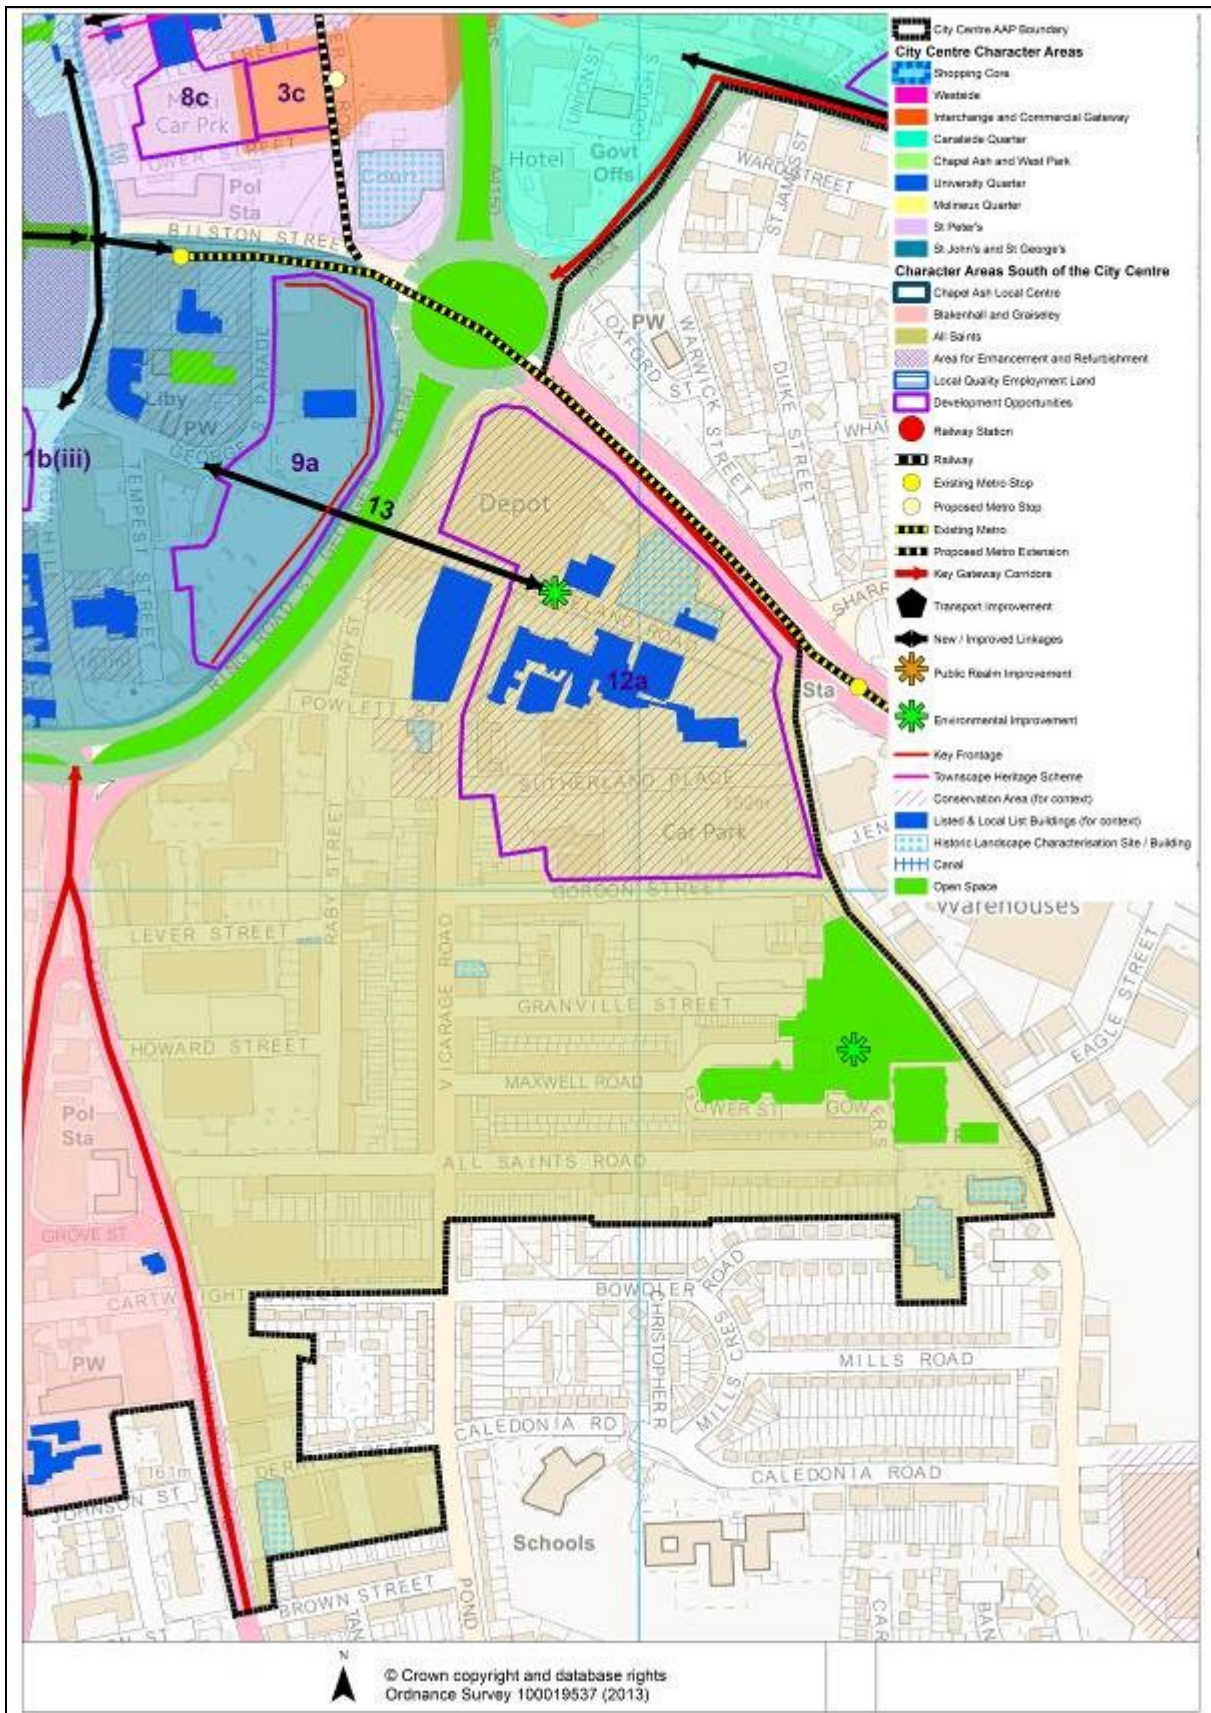 8c
3c
Car Prk
Court
Pol
Sta
BILSTON STREET
Hotel
Govt
Offs
UNION ST
WARD STREET
ST JAMES ST
PW
OXFORD
ST
WARWICK STREET
DUKE STREET
Liby
PW
1b(iii)
9a
TEMPEST STREET
13
Depot
RABY ST
POWLETT
12a
Sta
SUTHERLAND PLACE
Car Park
GORDON STREET
Warehouses
LEVER STREET
RABY STREET
VICARAGE ROAD
GRANVILLE STREET
HOWARD STREET
MAXWELL ROAD
GOWER ST
EAGLE STREET
Pol
Sta
ALL SAINTS ROAD
GROVE ST
BOWDLER ROAD
MILLS CRES
MILLS ROAD
PW
CALEDONIA RD
CALEDONIA ROAD
JOHNSON ST
Schools
BROWN STREET
POND
City Centre AAP Boundary
City Centre Character Areas
Shopping Core
Westside
Interchange and Commercial Gateway
Canalside Quarter
Chapel Ash and West Park
University Quarter
Molineux Quarter
St Peter's
St John's and St George's
Character Areas South of the City Centre
Chapel Ash Local Centre
Blakenhall and Graiseley
All Saints
Area for Enhancement and Refurbishment
Local Quality Employment Land
Development Opportunities
Railway Station
Railway
Existing Metro Stop
Proposed Metro Stop
Existing Metro
Proposed Metro Extension
Key Gateway Corridors
Transport Improvement
New / Improved Linkages
Public Realm Improvement
Environmental Improvement
Key Frontage
Townscape Heritage Scheme
Conservation Area (for context)
Listed & Local List Buildings (for context)
Historic Landscape Characterisation Site / Building
Canal
Open Space
N
© Crown copyright and database rights
Ordnance Survey 100019537 (2013)